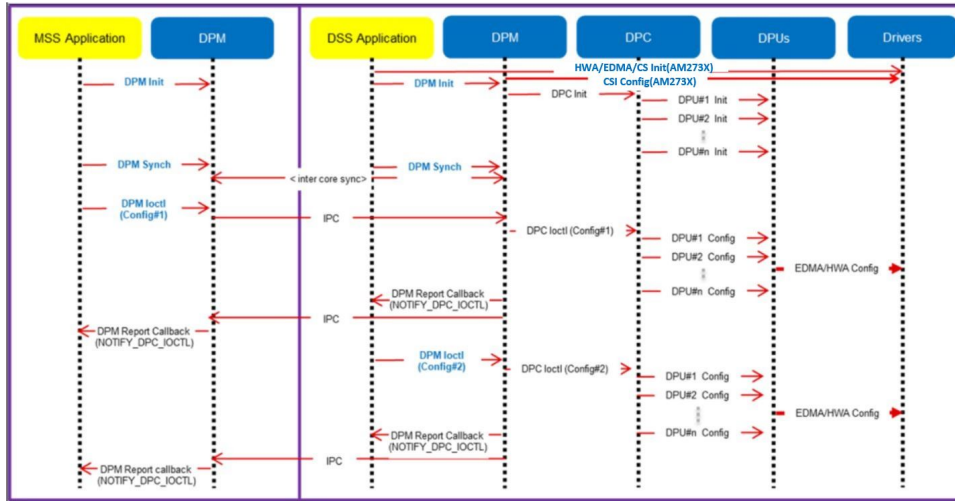 MSS Application
DPM
DSS Application
DPM
DPC
DPUs
Drivers
HWA/EDMA/CS Init(AM273X)
DPM Init
DPM Init
CSI Config(AM273X)
DPC Init
DPU#1 Init
DPU#2 Init
DPU#n Init
DPM Synch
DPM Synch
< inter core sync>
DPM Ioctl
(Config#1)
IPC
DPC Ioctl (Config#1)
DPU#1 Config
DPU#2 Config
EDMA/HWA Config
DPU#n Config
DPM Report Callback
(NOTIFY_DPC_IOCTL)
IPC
DPM Report Callback
(NOTIFY_DPC_IOCTL)
DPM Ioctl
(Config#2)
DPC Ioctl (Config#2)
DPU#1 Config
DPU#2 Config
EDMA/HWA Config
DPU#n Config
DPM Report Callback
(NOTIFY_DPC_IOCTL)
IPC
DPM Report callback
(NOTIFY_DPC_IOCTL)